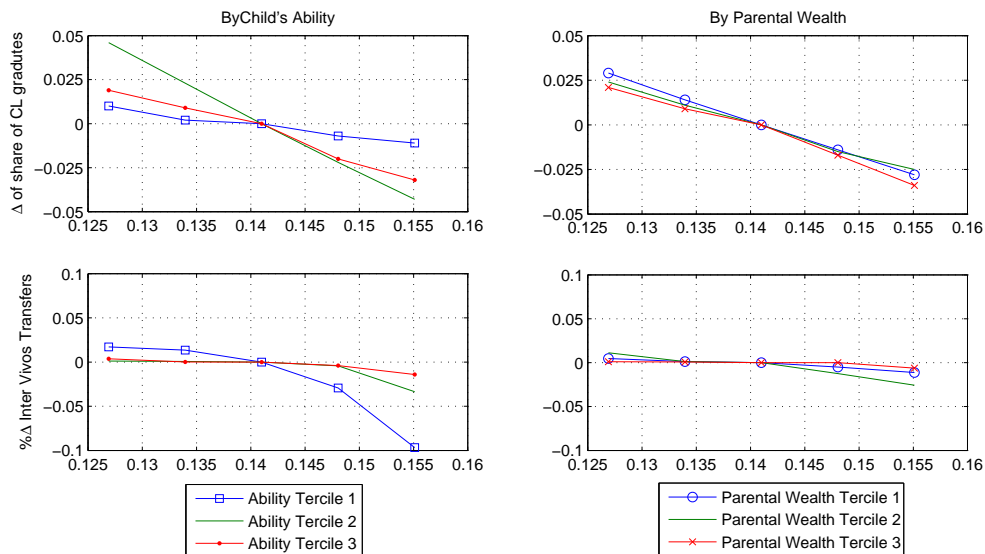 ByChild's Ability
By Parental Wealth
Δ of share of CL gradutes
0.05
0.025
0
−0.025
−0.05
0.125 0.13 0.135 0.14 0.145 0.15 0.155 0.16
0.05
0.025
0
−0.025
−0.05
0.125 0.13 0.135 0.14 0.145 0.15 0.155 0.16
%Δ Inter Vivos Transfers
0.1
0.05
0
−0.05
−0.1
0.125 0.13 0.135 0.14 0.145 0.15 0.155 0.16
0.1
0.05
0
−0.05
−0.1
0.125 0.13 0.135 0.14 0.145 0.15 0.155 0.16
Ability Tercile 1
Ability Tercile 2
Ability Tercile 3
Parental Wealth Tercile 1
Parental Wealth Tercile 2
Parental Wealth Tercile 3